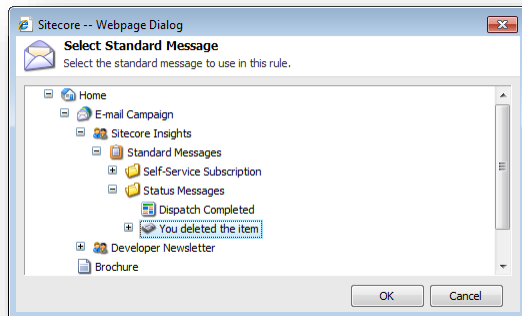 Sitecore -- Webpage Dialog
Select Standard Message
Select the standard message to use in this rule.
Home
E-mail Campaign
Sitecore Insights
Standard Messages
Self-Service Subscription
Status Messages
Dispatch Completed
You deleted the item
Developer Newsletter
Brochure
OK Cancel